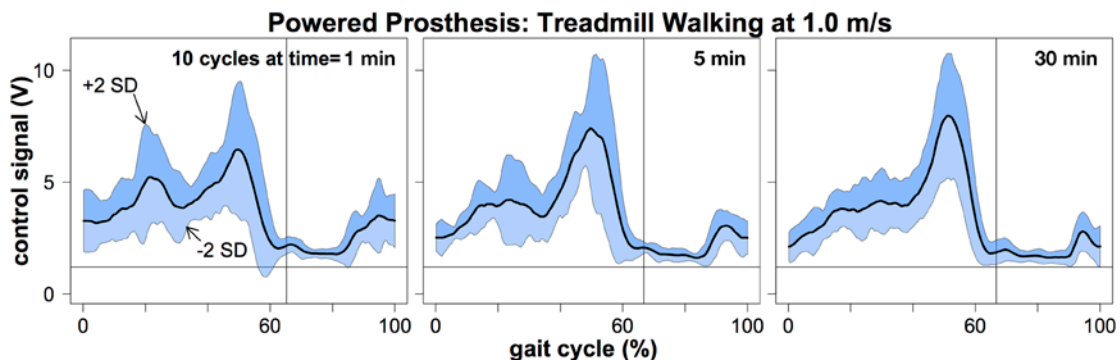 Powered Prosthesis: Treadmill Walking at 1.0 m/s
10 cycles at time= 1 min
5 min
30 min
+2 SD
-2 SD
control signal (V)
10
5
0
0 60 100
0 60 100
0 60 100
gait cycle (%)